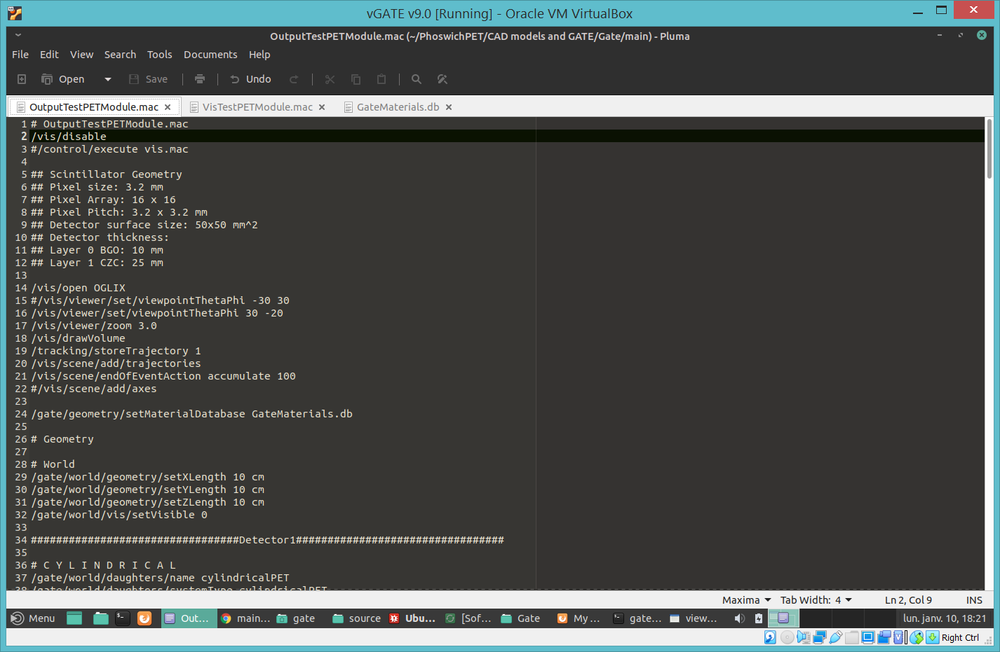 vGATE v9.0 [Running] - Oracle VM VirtualBox
OutputTestPETModule.mac (~/PhoswichPET/CAD models and GATE/Gate/main) - Pluma
File Edit View Search Tools Documents Help
Open Save Undo
OutputTestPETModule.mac VisTestPETModule.mac GateMaterials.db
1 # OutputTestPETModule.mac
2 /vis/disable
3 #/control/execute vis.mac
4
5 ## Scintillator Geometry
6 ## Pixel size: 3.2 mm
7 ## Pixel Array: 16 x 16
8 ## Pixel Pitch: 3.2 x 3.2 mm
9 ## Detector surface size: 50x50 mm^2
10 ## Detector thickness:
11 ## Layer 0 BGO: 10 mm
12 ## Layer 1 CZC: 25 mm
13
14 /vis/open OGLIX
15 #/vis/viewer/set/viewpointThetaPhi -30 30
16 /vis/viewer/set/viewpointThetaPhi 30 -20
17 /vis/viewer/zoom 3.0
18 /vis/drawVolume
19 /tracking/storeTrajectory 1
20 /vis/scene/add/trajectories
21 /vis/scene/endOfEventAction accumulate 100
22 #/vis/scene/add/axes
23
24 /gate/geometry/setMaterialDatabase GateMaterials.db
25
26 # Geometry
27
28 # World
29 /gate/world/geometry/setXLength 10 cm
30 /gate/world/geometry/setYLength 10 cm
31 /gate/world/geometry/setZLength 10 cm
32 /gate/world/vis/setVisible 0
33
34 #################################Detector1#################################
35
36 # C Y L I N D R I C A L
37 /gate/world/daughters/name cylindricalPET
38 /gate/world/daughters/systemType cylindricalPET
Maxima Tab Width: 4 Ln 2, Col 9 INS
Menu Out... main... gate source Ubu... [Sof... Gate My ... gate... view... lun. janv. 10, 18:21
Right Ctrl